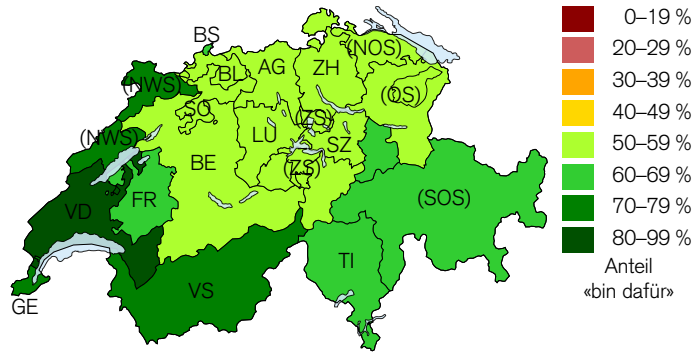 BS
(NWS)
BL
AG
ZH
(NOS)
(OS)
SO
(ZS)
(NWS)
LU
SZ
BE
(ZS)
FR
(SOS)
VD
TI
VS
GE
0–19 %
20–29 %
30–39 %
40–49 %
50–59 %
60–69 %
70–79 %
80–99 %
Anteil
«bin dafür»